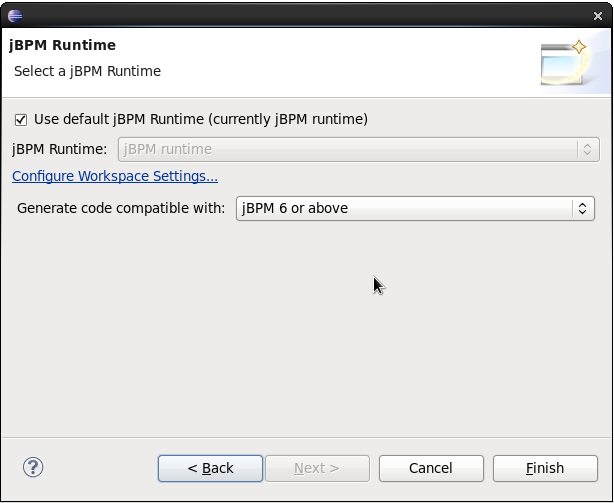 jBPM Runtime
Select a jBPM Runtime
Use default jBPM Runtime (currently jBPM runtime)
jBPM Runtime: jBPM runtime
Configure Workspace Settings...
Generate code compatible with: jBPM 6 or above
? < Back Next > Cancel Finish